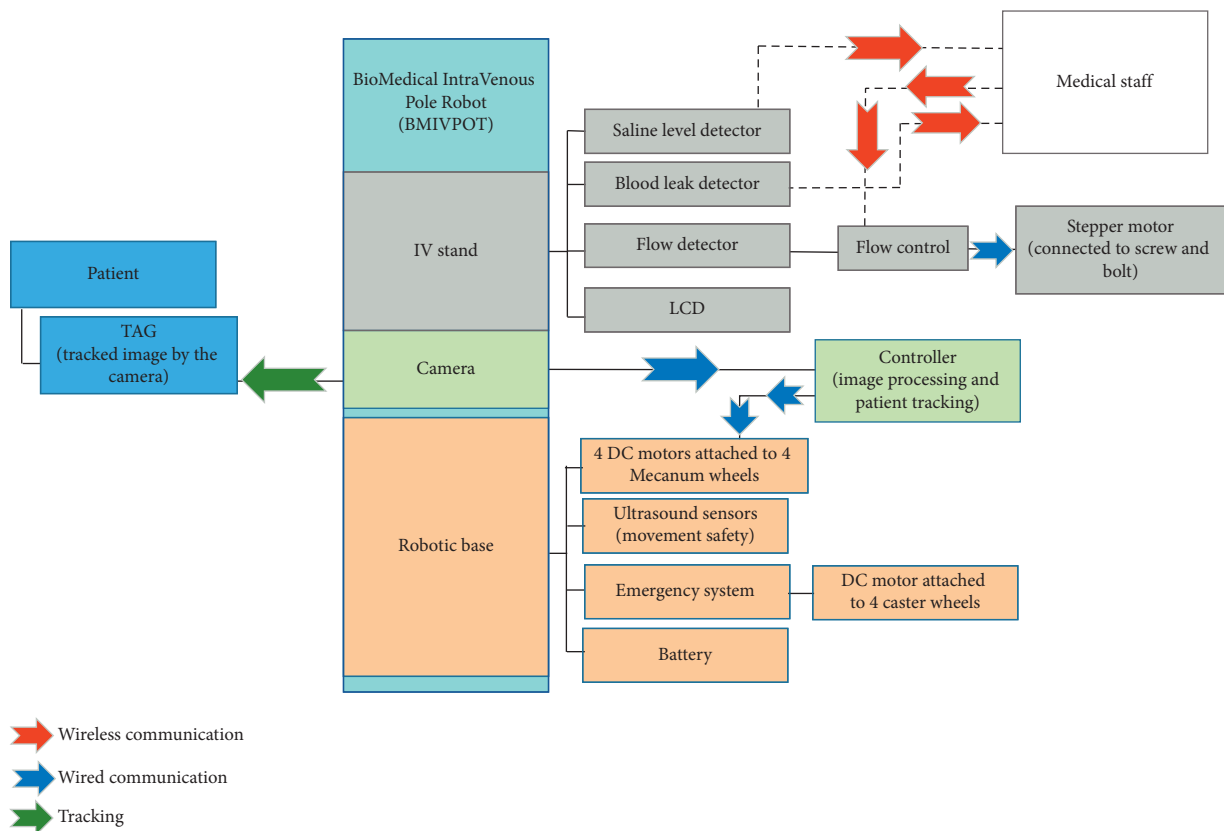 BioMedical IntraVenous
Pole Robot
(BMIVPOT)
IV stand
Camera
Robotic base
Patient
TAG
(tracked image by the
camera)
Saline level detector
Blood leak detector
Flow detector
LCD
Flow control
Medical staff
Stepper motor
(connected to screw and
bolt)
Controller
(image processing and
patient tracking)
4 DC motors attached to 4
Mecanum wheels
Ultrasound sensors
(movement safety)
Emergency system
DC motor attached
to 4 caster wheels
Battery
Wireless communication
Wired communication
Tracking